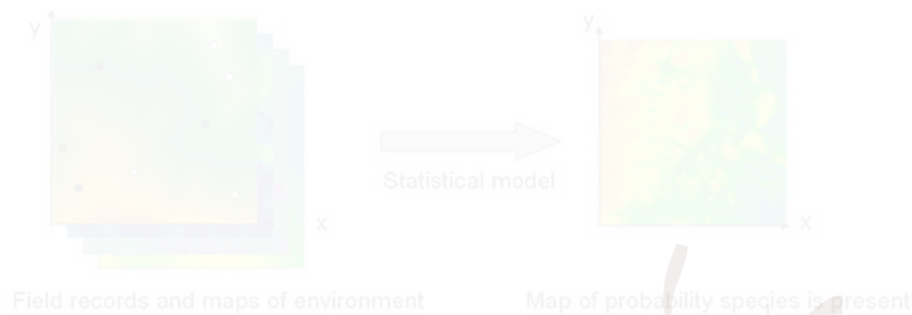 y
y
Statistical model
x
x
Field records and maps of environment
Map of probability species is present